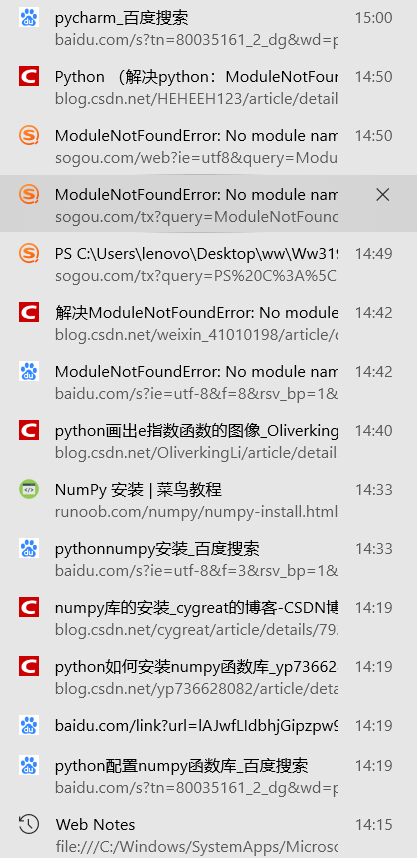 pycharm_百度搜索 15:00
baidu.com/s?tn=80035161_2_dg&wd=p
Python （解决python：ModuleNotFoun 14:50
blog.csdn.net/HEHEEH123/article/detail
ModuleNotFoundError: No module nam 14:50
sogou.com/web?ie=utf8&query=Modu
ModuleNotFoundError: No module nam
sogou.com/tx?query=ModuleNotFound
PS C:\Users\lenovo\Desktop\ww\Ww319 14:49
sogou.com/tx?query=PS%20C%3A%5C
解决ModuleNotFoundError: No module 14:42
blog.csdn.net/weixin_41010198/article/d
ModuleNotFoundError: No module nam 14:42
baidu.com/s?ie=utf-8&f=8&rsv_bp=1&
python画出e指数函数的图像_Oliverking 14:40
blog.csdn.net/OliverkingLi/article/detail
NumPy 安装 | 菜鸟教程 14:33
runoob.com/numpy/numpy-install.html
pythonnumpy安装_百度搜索 14:33
baidu.com/s?ie=utf-8&f=3&rsv_bp=1&
numpy库的安装_cygreat的博客-CSDN博 14:19
blog.csdn.net/cygreat/article/details/79
python如何安装numpy函数库_yp73662 14:19
blog.csdn.net/yp736628082/article/deta
baidu.com/link?url=lAJwfLIdbhjGipzpw9 14:19
python配置numpy函数库_百度搜索 14:19
baidu.com/s?tn=80035161_2_dg&wd=p
Web Notes 14:15
file:///C:/Windows/SystemApps/Microso